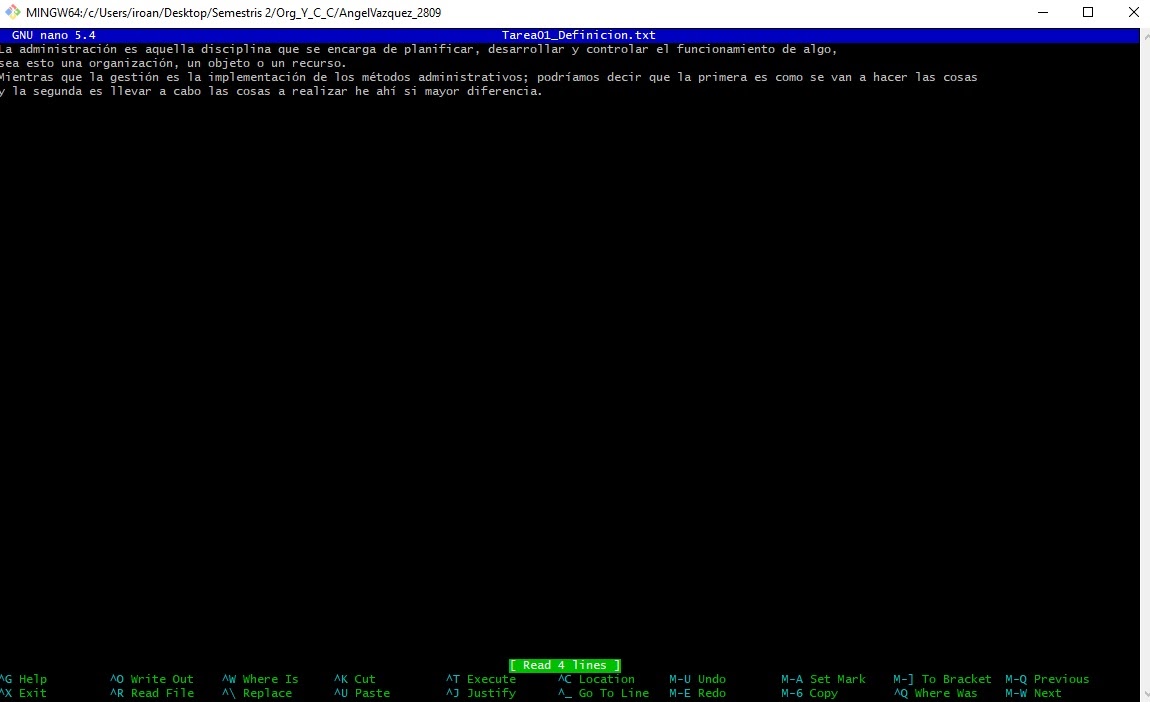 MINGW64:/c/Users/iroan/Desktop/Semestris 2/Org_Y_C_C/AngelVazquez_2809
GNU nano 5.4 Tarea01_Definicion.txt
La administración es aquella disciplina que se encarga de planificar, desarrollar y controlar el funcionamiento de algo,
sea esto una organización, un objeto o un recurso.
Mientras que la gestión es la implementación de los métodos administrativos; podríamos decir que la primera es como se van a hacer las cosas
y la segunda es llevar a cabo las cosas a realizar he ahí si mayor diferencia.
[ Read 4 lines ]
^G Help ^O Write Out ^W Where Is ^K Cut ^T Execute ^C Location M-U Undo M-A Set Mark M-] To Bracket M-Q Previous
^X Exit ^R Read File ^\ Replace ^U Paste ^J Justify ^_ Go To Line M-E Redo M-6 Copy ^Q Where Was M-W Next